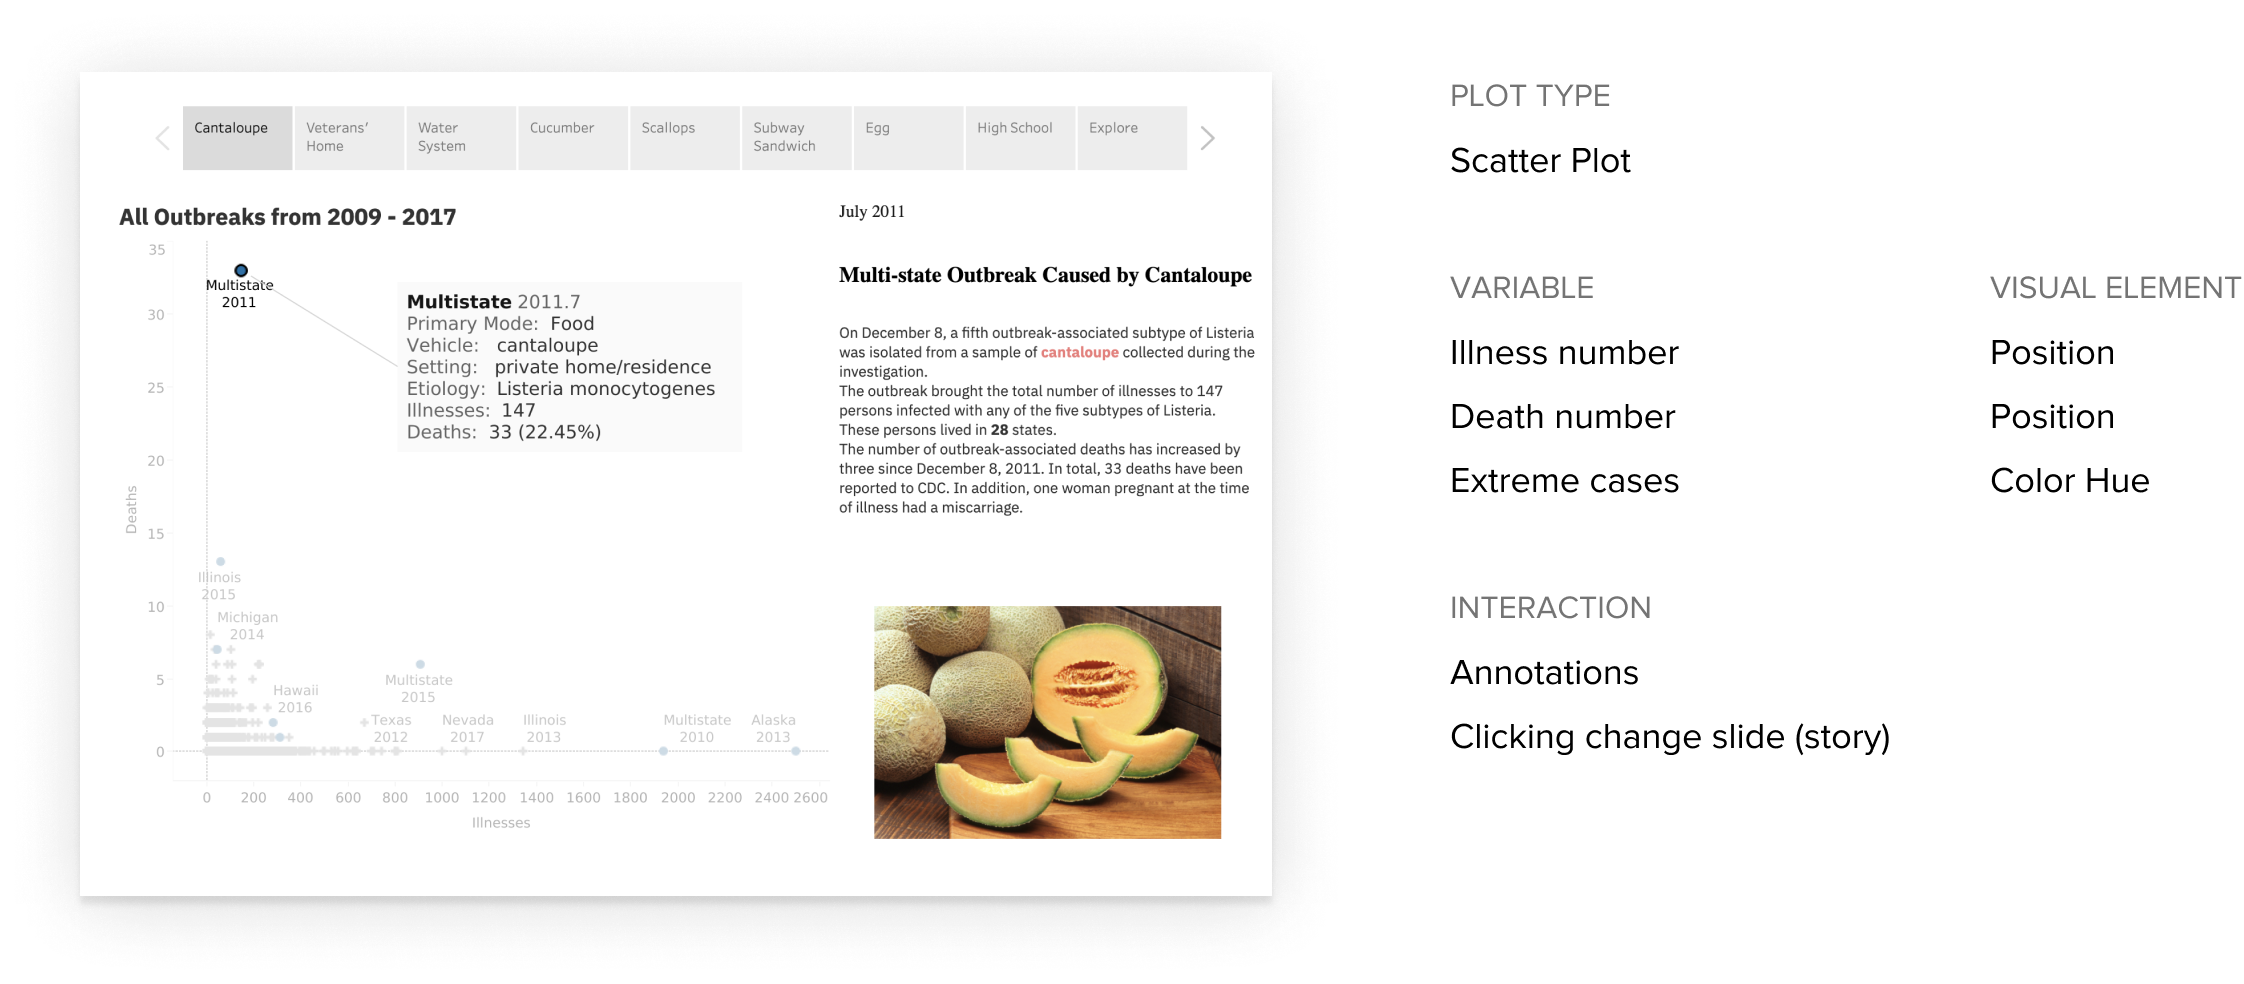 Cantaloupe
Veterans’
Home
Water
System
Cucumber
Scallops
Subway
Sandwich
Egg
High School
Explore
All Outbreaks from 2009 - 2017
35
30
25
20
15
10
5
0
Deaths
Multistate
2011
Multistate 2011.7
Primary Mode: Food
Vehicle: cantaloupe
Setting: private home/residence
Etiology: Listeria monocytogenes
Illnesses: 147
Deaths: 33 (22.45%)
Illinois
2015
Michigan
2014
Hawaii
2016
Multistate
2015
Texas
2012
Nevada
2017
Illinois
2013
Multistate
2010
Alaska
2013
0 200 400 600 800 1000 1200 1400 1600 1800 2000 2200 2400 2600
Illnesses
July 2011
Multi-state Outbreak Caused by Cantaloupe
On December 8, a fifth outbreak-associated subtype of Listeria
was isolated from a sample of cantaloupe collected during the
investigation.
The outbreak brought the total number of illnesses to 147
persons infected with any of the five subtypes of Listeria.
These persons lived in 28 states.
The number of outbreak-associated deaths has increased by
three since December 8, 2011. In total, 33 deaths have been
reported to CDC. In addition, one woman pregnant at the time
of illness had a miscarriage.
PLOT TYPE
Scatter Plot
VARIABLE
Illness number
Death number
Extreme cases
VISUAL ELEMENT
Position
Position
Color Hue
INTERACTION
Annotations
Clicking change slide (story)